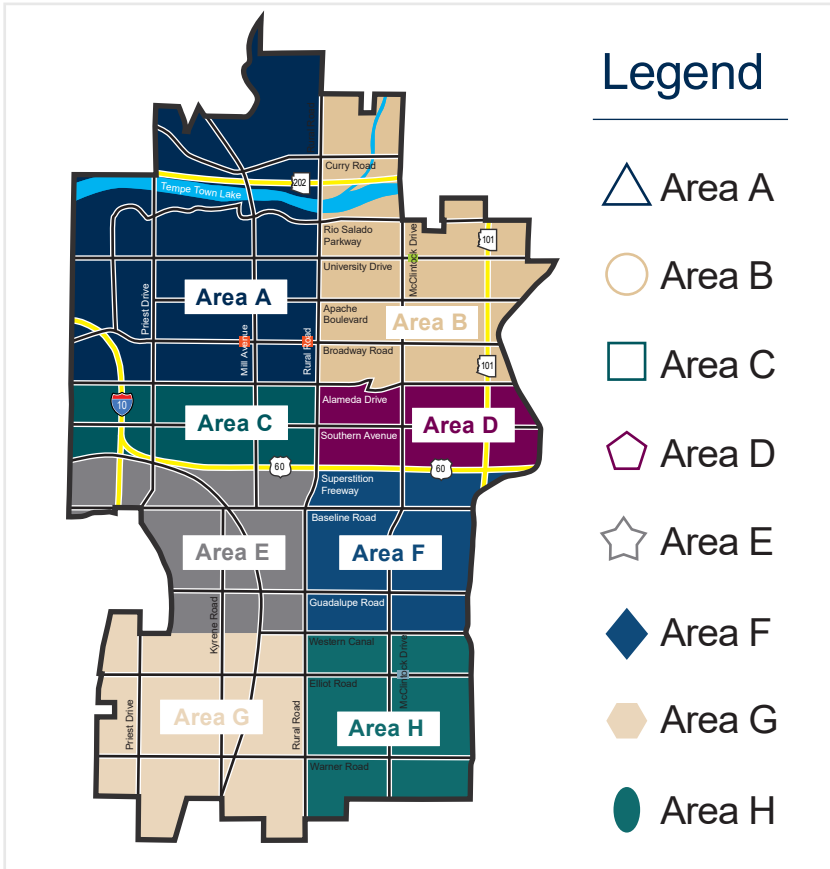 Legend
Area A
Area B
Area C
Area D
Area E
Area F
Area G
Area H
Curry Road
202
Tempe Town Lake
Rio Salado
Parkway
McClintock Drive
101
University Drive
Priest Drive
Area A
Apache
Boulevard
Area B
Mill Avenue
Rural Road
Broadway Road
101
10
Alameda Drive
Area C
Area D
Southern Avenue
60
60
Superstition
Freeway
Baseline Road
Area E
Area F
Kyrene Road
Guadalupe Road
Western Canal
McClintock Drive
Elliot Road
Priest Drive
Area G
Rural Road
Area H
Warner Road